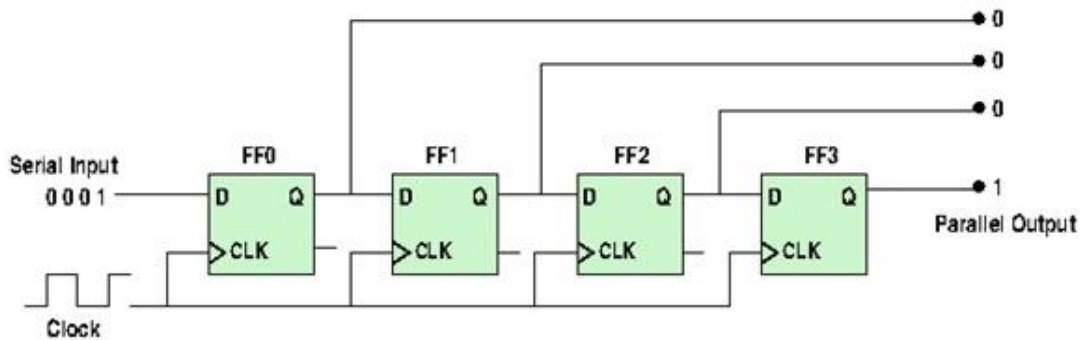 0
0
0
FF0 FF1 FF2 FF3
Serial Input
0 0 0 1
D Q D Q D Q D Q
1
Parallel Output
CLK CLK CLK CLK
Clock